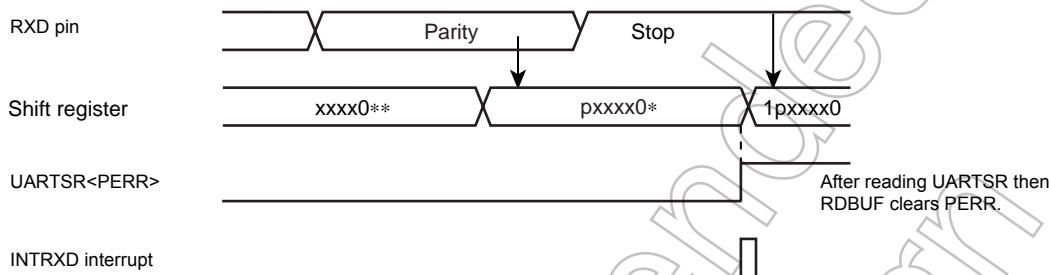 RXD pin
Parity
Stop
Shift register
xxxx0**
pxxxx0*
1pxxxx0
UARTSR<PERR>
After reading UARTSR then
RDBUF clears PERR.
INTRXD interrupt